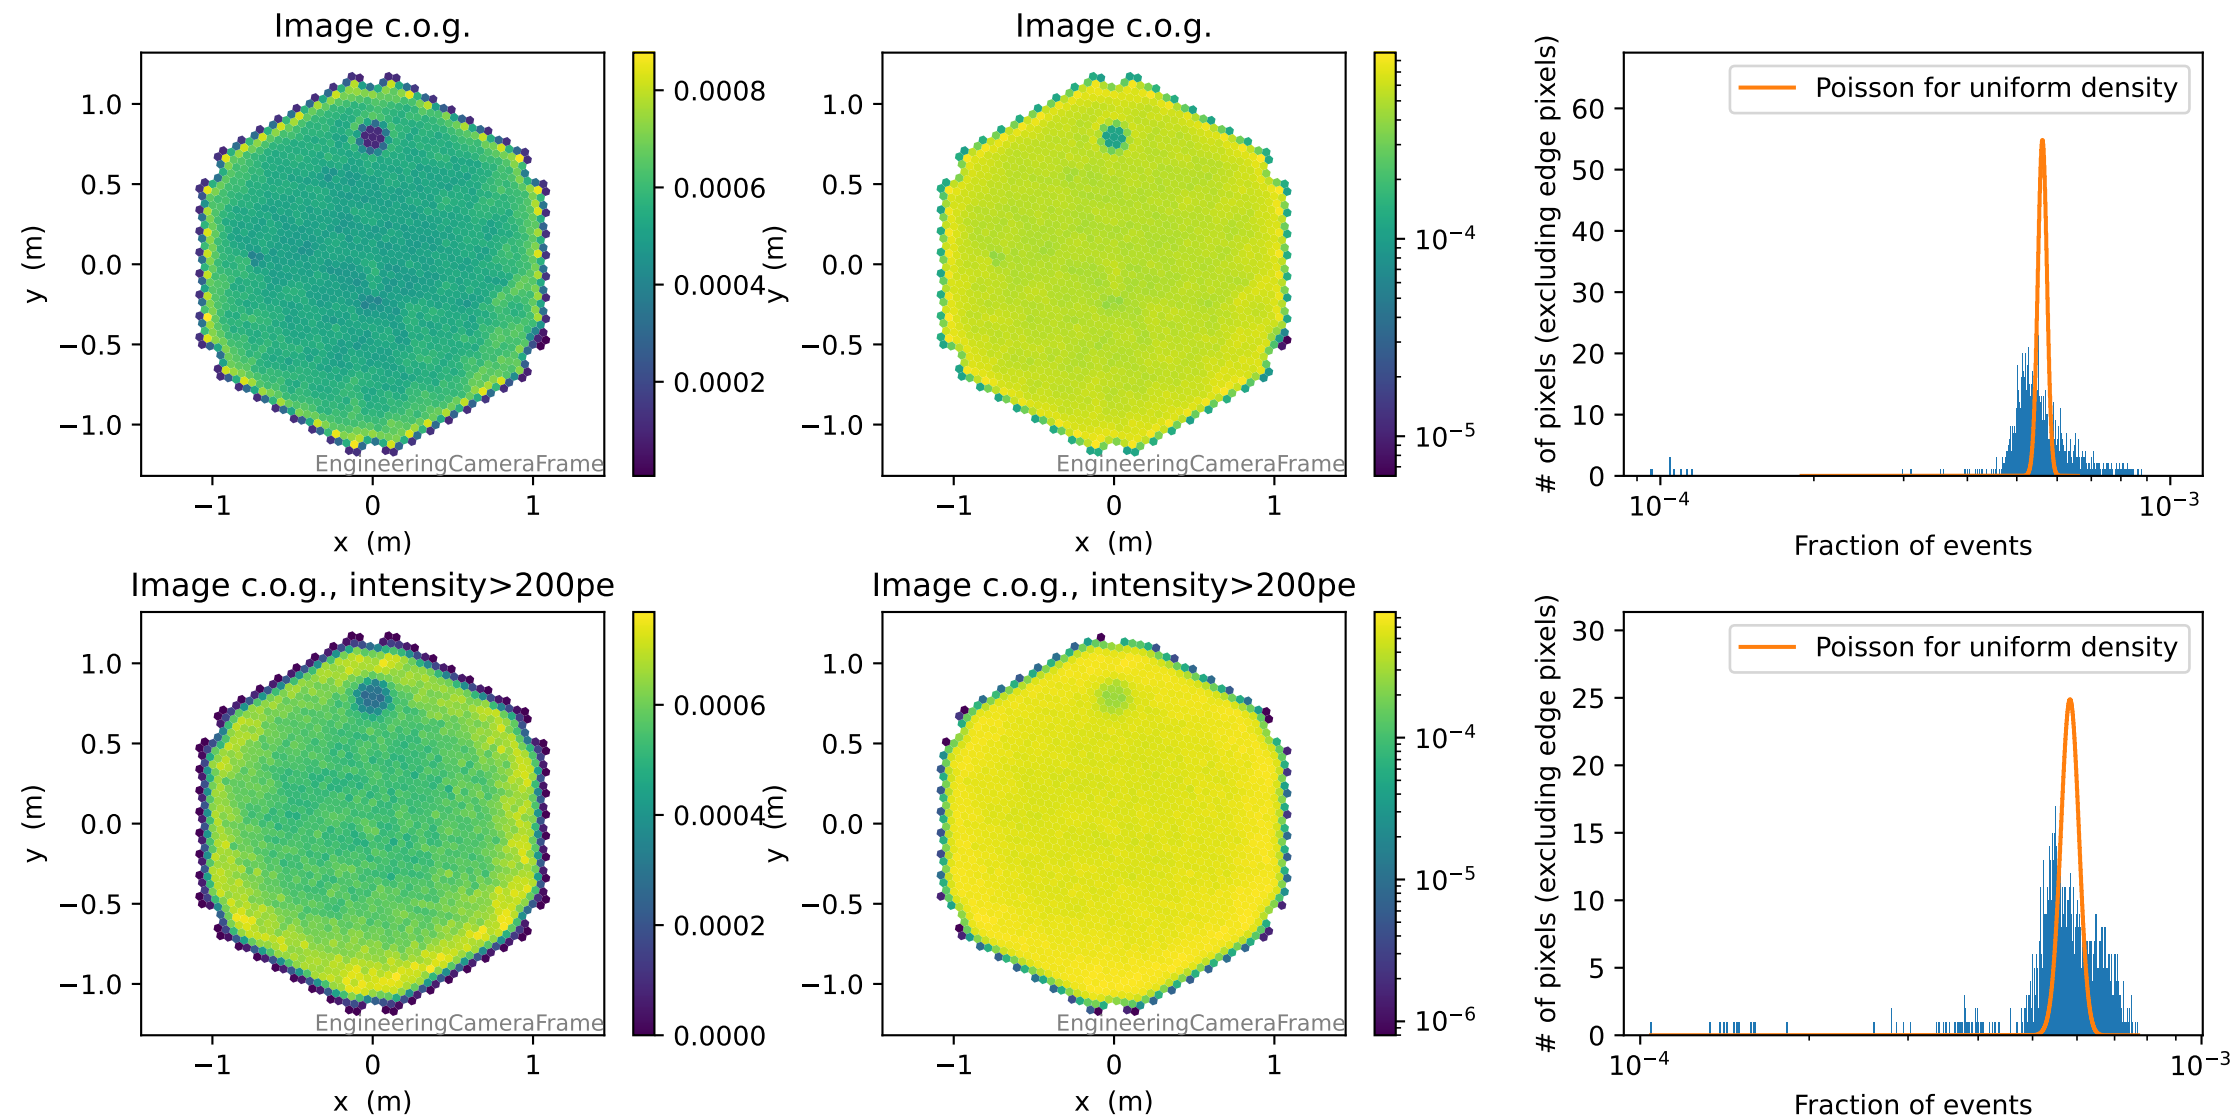 Image c.o.g.
1.0
0.5
0.0
−0.5
−1.0
y (m)
−1
0
1
x (m)
EngineeringCameraFrame
0.0008
0.0006
0.0004
0.0002
Image c.o.g.
1.0
0.5
0.0
−0.5
−1.0
y (m)
−1
0
1
x (m)
EngineeringCameraFrame
10⁻⁴
10⁻⁵
# of pixels (excluding edge pixels)
60
50
40
30
20
10
0
Poisson for uniform density
10⁻⁴
10⁻³
Fraction of events
Image c.o.g., intensity>200pe
1.0
0.5
0.0
−0.5
−1.0
y (m)
−1
0
1
x (m)
EngineeringCameraFrame
0.0006
0.0004
0.0002
0.0000
Image c.o.g., intensity>200pe
1.0
0.5
0.0
−0.5
−1.0
y (m)
−1
0
1
x (m)
EngineeringCameraFrame
10⁻⁴
10⁻⁵
10⁻⁶
# of pixels (excluding edge pixels)
30
25
20
15
10
5
0
Poisson for uniform density
10⁻⁴
10⁻³
Fraction of events